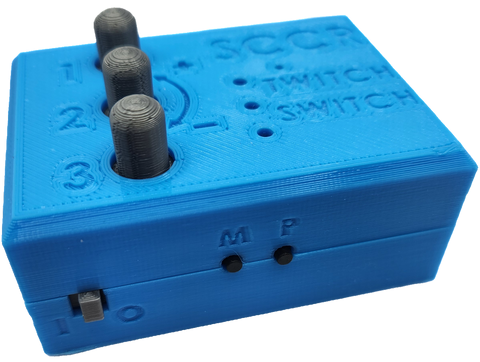 SCCR
1
+
TWITCH
2
SWITCH
-
3
M P
I O